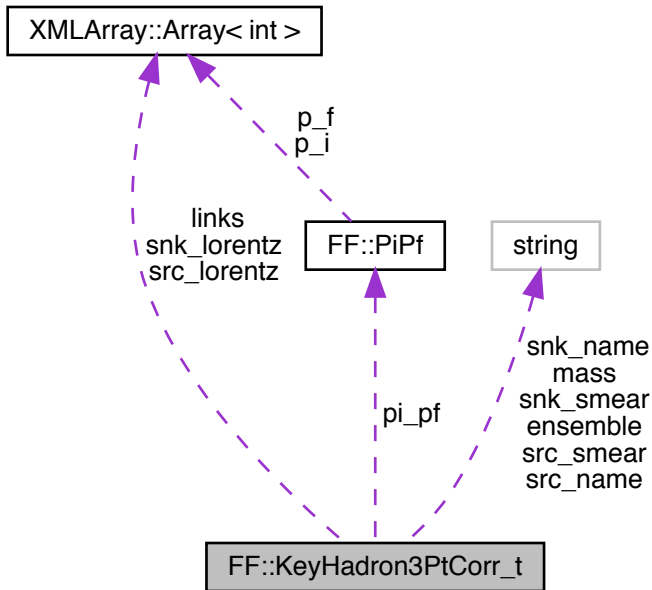 XMLArray::Array< int >
p_f
p_i
links
snk_lorentz
src_lorentz
FF::PiPf
string
pi_pf
snk_name
mass
snk_smear
ensemble
src_smear
src_name
FF::KeyHadron3PtCorr_t